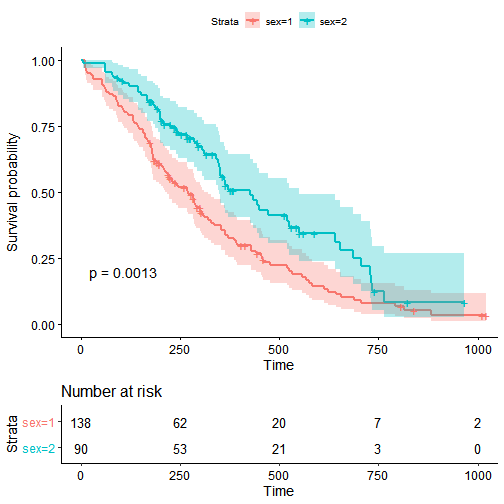 Strata sex=1 sex=2
1.00
0.75
0.50
0.25
0.00
Survival probability
p = 0.0013
0 250 500 750 1000
Time
Number at risk
Strata
sex=1 138 62 20 7 2
sex=2 90 53 21 3 0
0 250 500 750 1000
Time